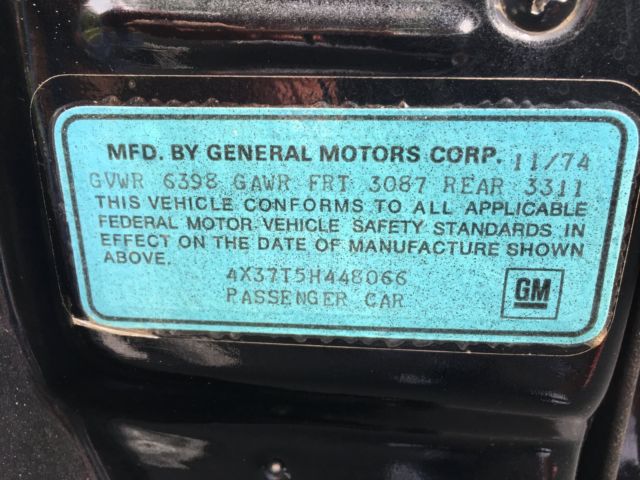 MFD. BY GENERAL MOTORS CORP. 11/74
GVWR 6398 GAWR FRT 3087 REAR 3311
THIS VEHICLE CONFORMS TO ALL APPLICABLE
FEDERAL MOTOR VEHICLE SAFETY STANDARDS IN
EFFECT ON THE DATE OF MANUFACTURE SHOWN
ABOVE.
4X37T5H448066
PASSENGER CAR
GM